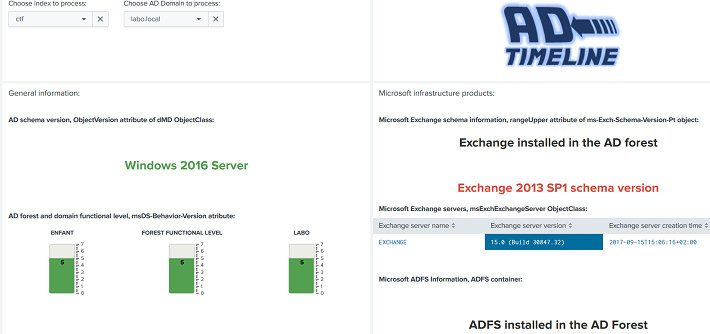 Choose index to process:
Choose AD Domain to process:
ctf
labo.local
AD
TIMELINE
General information:
AD schema version, ObjectVersion attribute of dMD ObjectClass:
Windows 2016 Server
AD forest and domain functional level, msDS-Behavior-Version atribute:
ENFANT
FOREST FUNCTIONAL LEVEL
LABO
7
6
5
4
3
2
1
0
5
7
6
5
4
3
2
1
0
5
7
6
5
4
3
2
1
0
5
Microsoft infrastructure products:
Microsoft Exchange schema information, rangeUpper attribute of ms-Exch-Schema-Version-Pt object:
Exchange installed in the AD forest
Exchange 2013 SP1 schema version
Microsoft Exchange servers, msExchExchangeServer ObjectClass:
Exchange server name Exchange server version Exchange server creation time
EXCHANGE 15.0 (Build 30847.32) 2017-09-15T15:06:16+02:00
Microsoft ADFS Information, ADFS container:
ADFS installed in the AD Forest